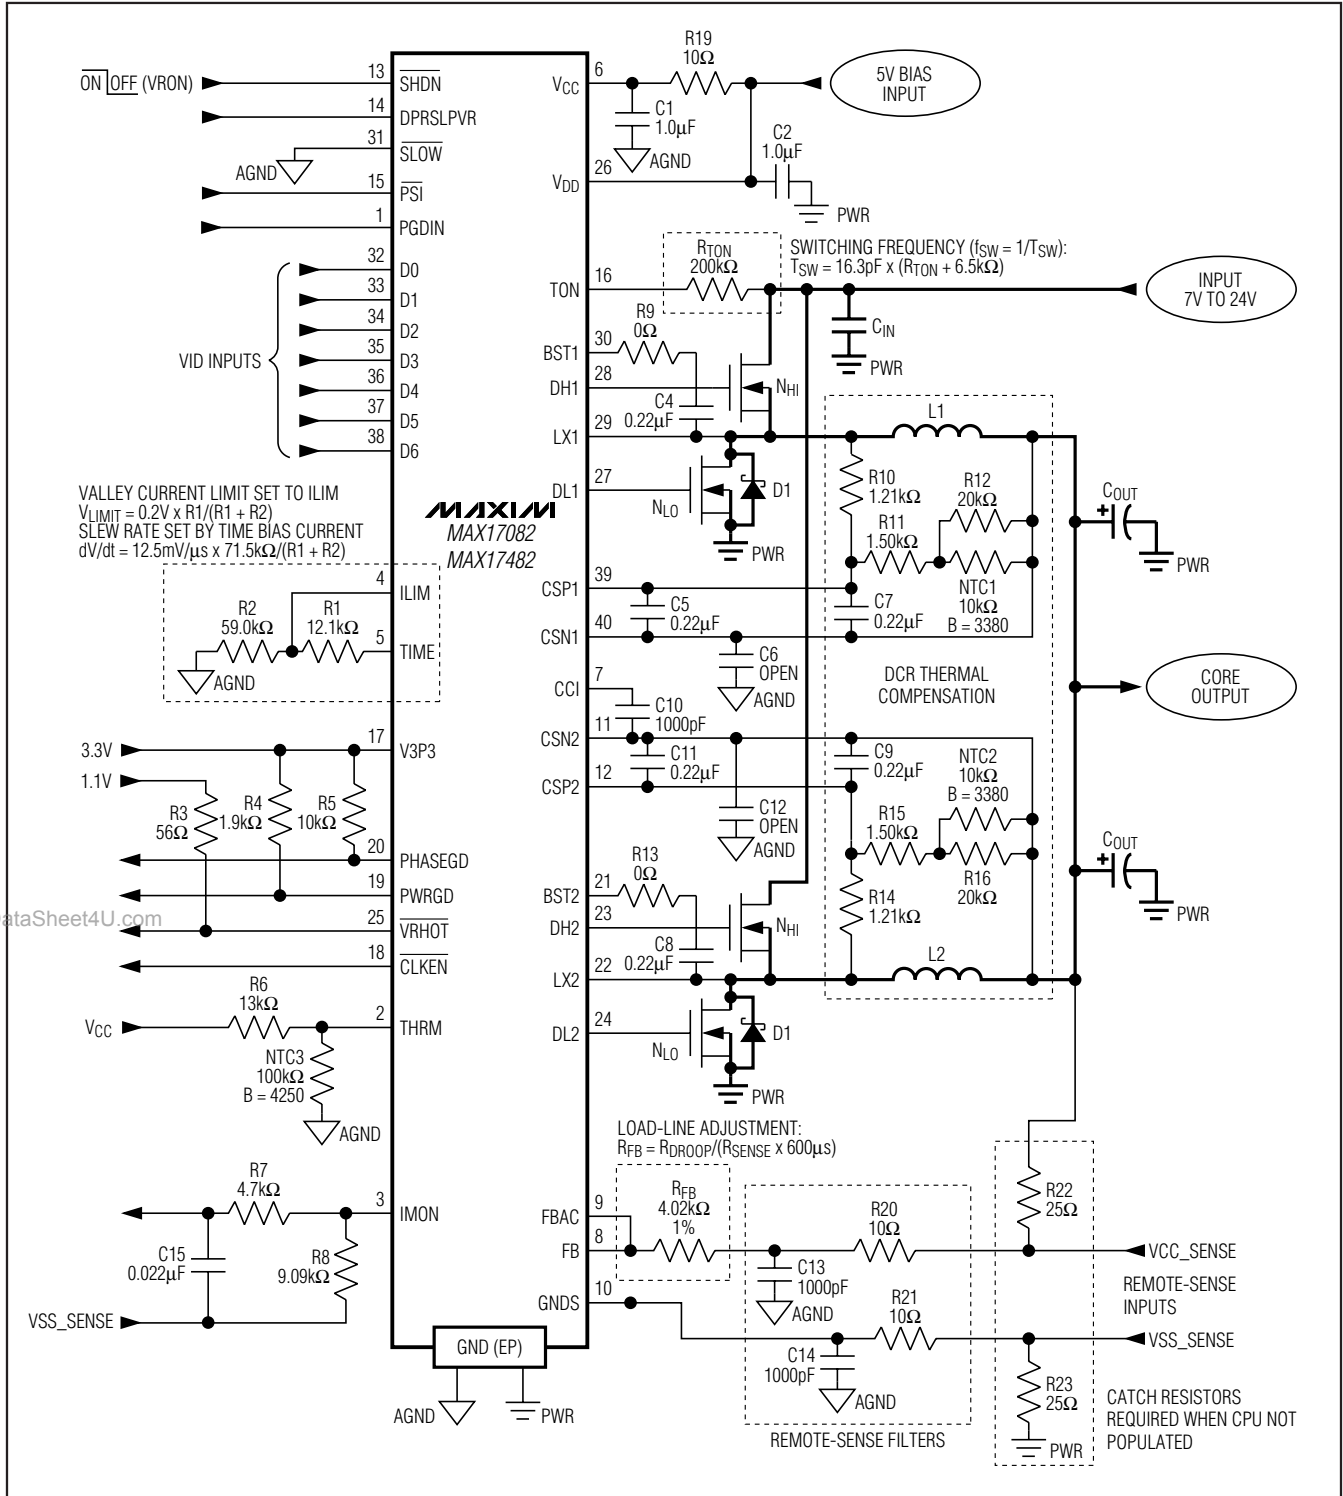 ON OFF (VRON)
13
SHDN
14
DPRSLPVR
31
SLOW
AGND
15
PSI
1
PGDIN
32
D0
33
D1
34
D2
35
D3
36
D4
37
D5
38
D6
VID INPUTS
VALLEY CURRENT LIMIT SET TO ILIM
VLIMIT = 0.2V x R1/(R1 + R2)
SLEW RATE SET BY TIME BIAS CURRENT
dV/dt = 12.5mV/μs x 71.5kΩ/(R1 + R2)
4
ILIM
R2
59.0kΩ
R1
12.1kΩ
5
TIME
AGND
3.3V
17
V3P3
1.1V
R3
56Ω
R4
1.9kΩ
R5
10kΩ
20
PHASEGD
19
PWRGD
25
VRHOT
18
CLKEN
ataSheet4U.com
VCC
R6
13kΩ
2
THRM
NTC3
100kΩ
B = 4250
AGND
R7
4.7kΩ
3
IMON
C15
0.022μF
R8
9.09kΩ
VSS_SENSE
GND (EP)
AGND
PWR
MAXIM
MAX17082
MAX17482
VCC
6
R19
10Ω
5V BIAS
INPUT
C1
1.0μF
AGND
C2
1.0μF
VDD
26
PWR
RTON
200kΩ
SWITCHING FREQUENCY (fSW = 1/TSW):
TSW = 16.3pF x (RTON + 6.5kΩ)
TON
16
INPUT
7V TO 24V
CIN
PWR
R9
0Ω
BST1
30
DH1
28
NHI
C4
0.22μF
LX1
29
L1
DL1
27
NLO
D1
PWR
R10
1.21kΩ
R12
20kΩ
R11
1.50kΩ
NTC1
10kΩ
B = 3380
COUT
PWR
CSP1
39
C5
0.22μF
C7
0.22μF
CSN1
40
C6
OPEN
AGND
CCI
7
C10
1000pF
DCR THERMAL
COMPENSATION
CORE
OUTPUT
CSN2
11
C11
0.22μF
C9
0.22μF
NTC2
10kΩ
B = 3380
CSP2
12
C12
OPEN
AGND
R15
1.50kΩ
R16
20kΩ
COUT
PWR
R13
0Ω
BST2
21
DH2
23
NHI
R14
1.21kΩ
C8
0.22μF
LX2
22
L2
DL2
24
NLO
D1
PWR
LOAD-LINE ADJUSTMENT:
RFB = RDROOP/(RSENSE x 600μs)
RFB
4.02kΩ
1%
FBAC
9
FB
8
R20
10Ω
R22
25Ω
VCC_SENSE
C13
1000pF
AGND
REMOTE-SENSE
INPUTS
GNDS
10
R21
10Ω
VSS_SENSE
C14
1000pF
AGND
R23
25Ω
PWR
CATCH RESISTORS
REQUIRED WHEN CPU NOT
POPULATED
REMOTE-SENSE FILTERS